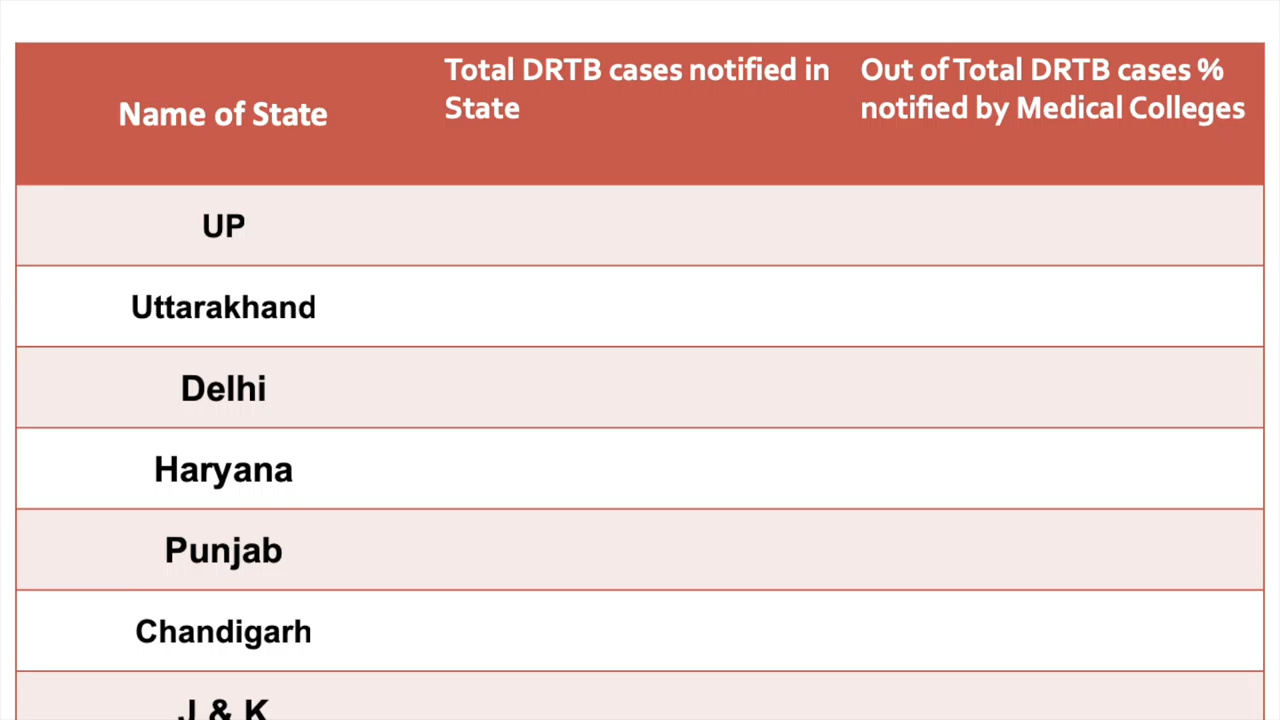 Name of State
Total DRTB cases notified in
State
Out of Total DRTB cases %
notified by Medical Colleges
UP
Uttarakhand
Delhi
Haryana
Punjab
Chandigarh
J & K